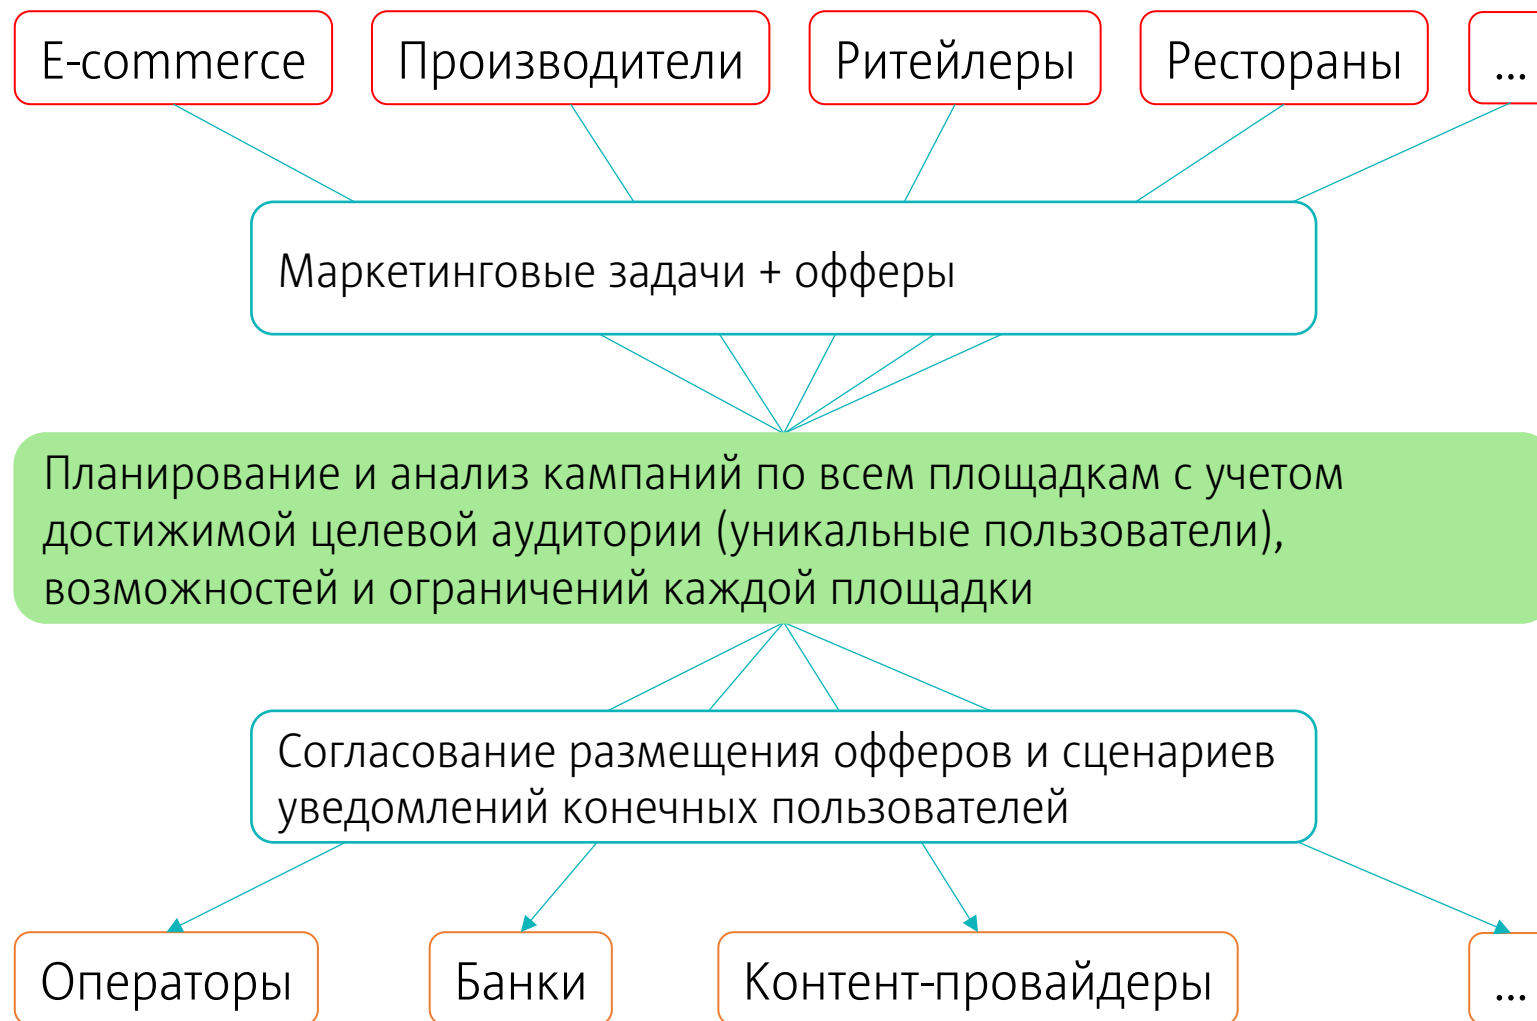 E-commerce
Производители
Ритейлеры
Рестораны
...
Маркетинговые задачи + офферы
Планирование и анализ кампаний по всем площадкам с учетом
достижимой целевой аудитории (уникальные пользователи),
возможностей и ограничений каждой площадки
Согласование размещения офферов и сценариев
уведомлений конечных пользователей
Операторы
Банки
Контент-провайдеры
...